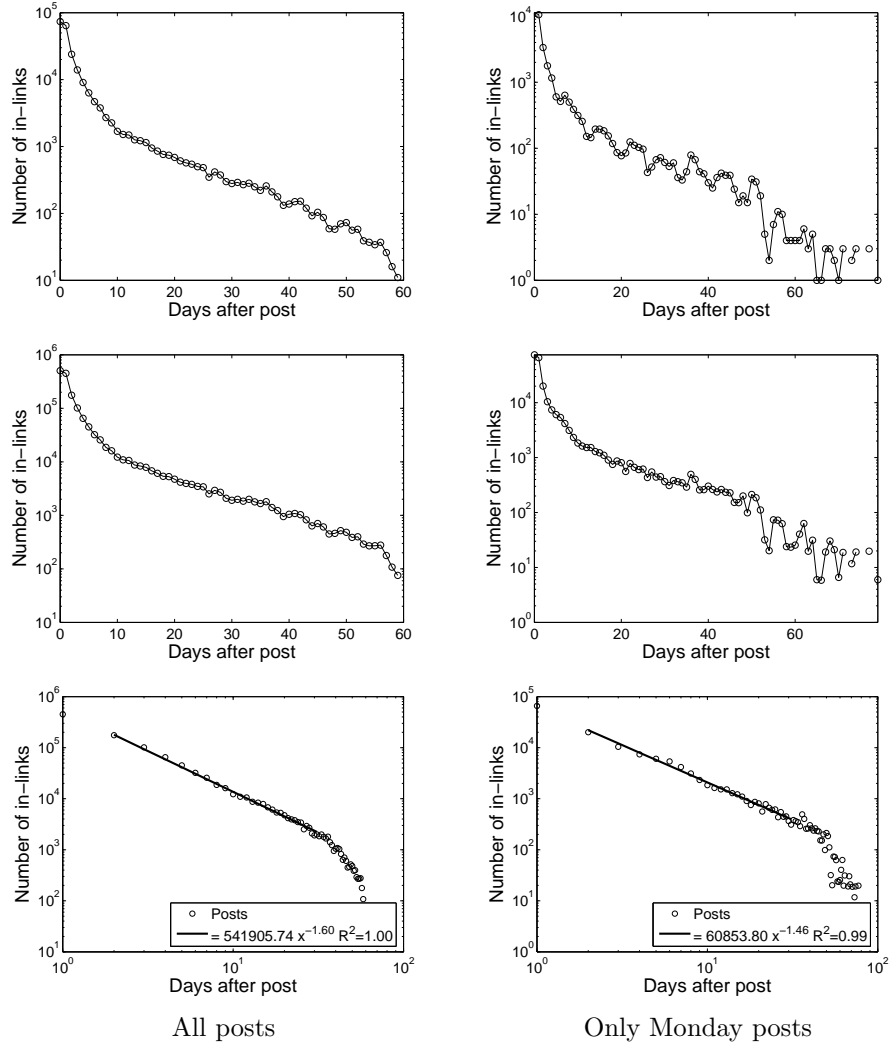 10^5
10^4
10^3
10^2
10^1
0 10 20 30 40 50 60
Number of in−links
Days after post
10^4
10^3
10^2
10^1
10^0
0 20 40 60
Number of in−links
Days after post
10^6
10^5
10^4
10^3
10^2
10^1
0 10 20 30 40 50 60
Number of in−links
Days after post
10^4
10^3
10^2
10^1
10^0
0 20 40 60
Number of in−links
Days after post
10^6
10^5
10^4
10^3
10^2
10^1
10^0 10^1 10^2
Number of in−links
Days after post
Posts
= 541905.74 x^−1.60 R^2=1.00
10^5
10^4
10^3
10^2
10^1
10^0
10^0 10^1 10^2
Number of in−links
Days after post
Posts
= 60853.80 x^−1.46 R^2=0.99
All posts
Only Monday posts